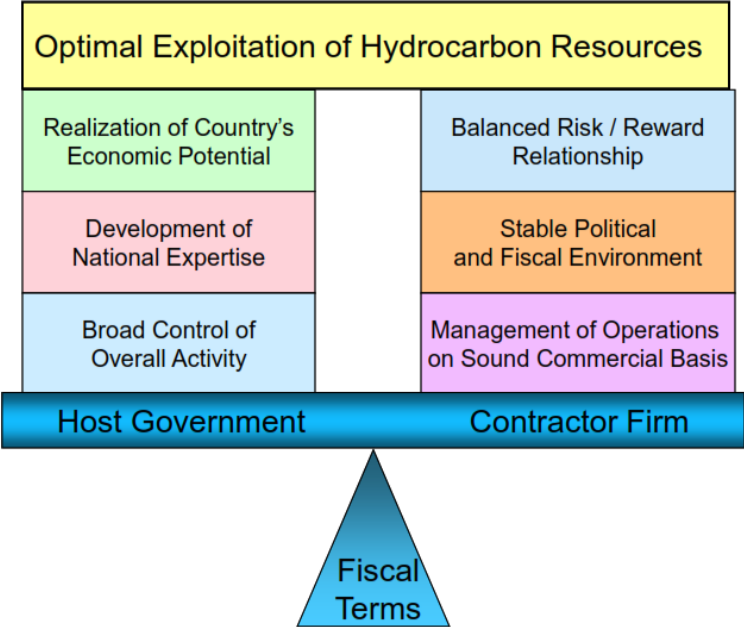 Optimal Exploitation of Hydrocarbon Resources
Realization of Country's
Economic Potential
Balanced Risk / Reward
Relationship
Development of
National Expertise
Stable Political
and Fiscal Environment
Broad Control of
Overall Activity
Management of Operations
on Sound Commercial Basis
Host Government
Contractor Firm
Fiscal
Terms